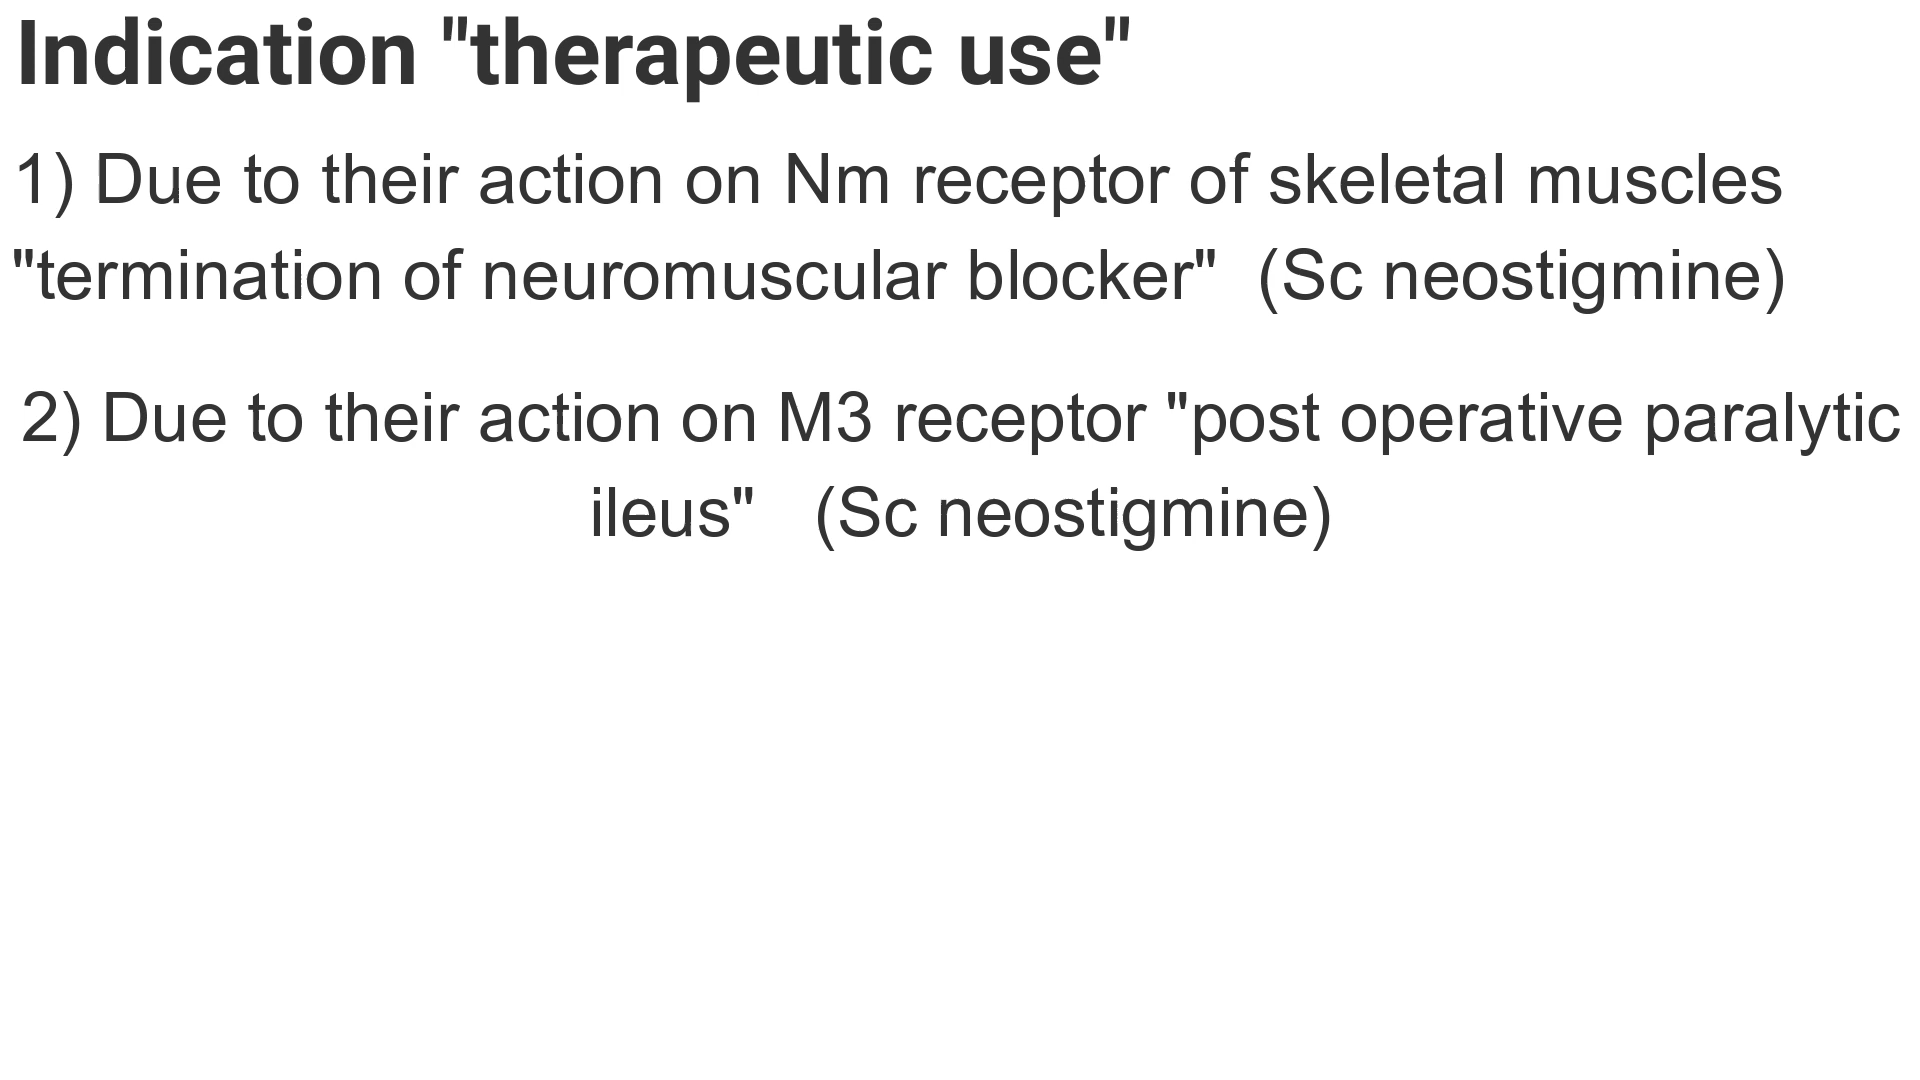 Indication "therapeutic use"
1) Due to their action on Nm receptor of skeletal muscles
"termination of neuromuscular blocker"  (Sc neostigmine)
2) Due to their action on M3 receptor "post operative paralytic
ileus"   (Sc neostigmine)